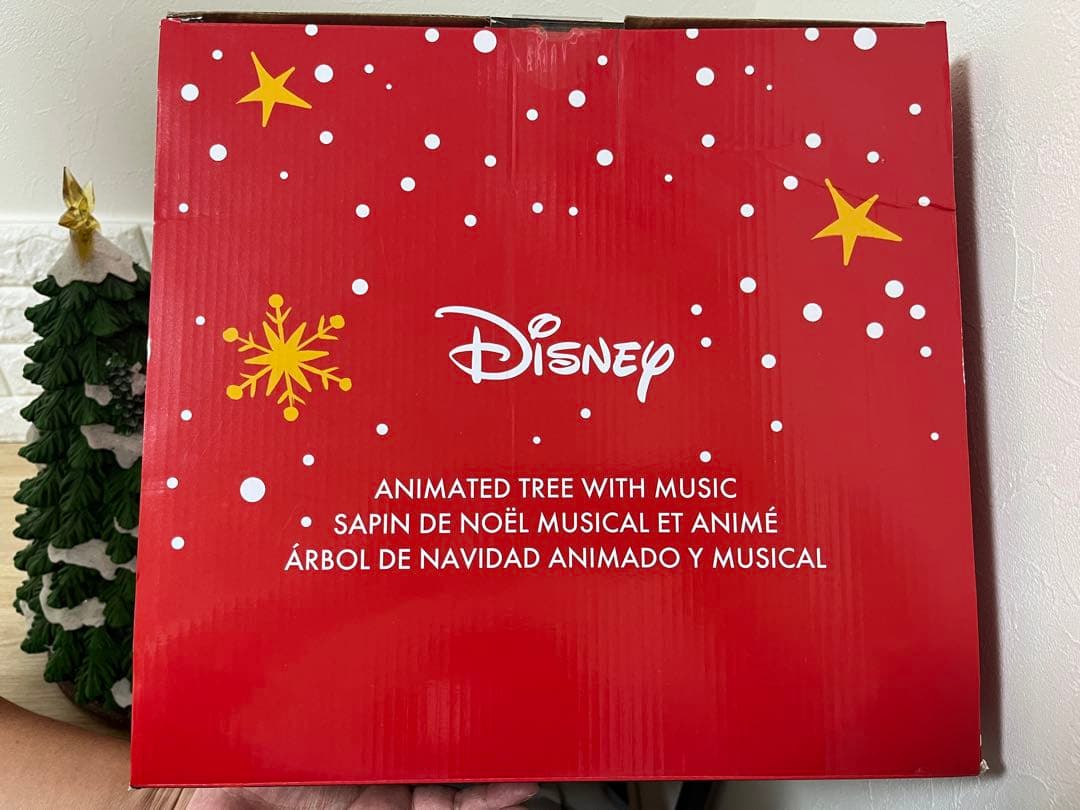 Disney
ANIMATED TREE WITH MUSIC
SAPIN DE NOËL MUSICAL ET ANIMÉ
ÁRBOL DE NAVIDAD ANIMADO Y MUSICAL